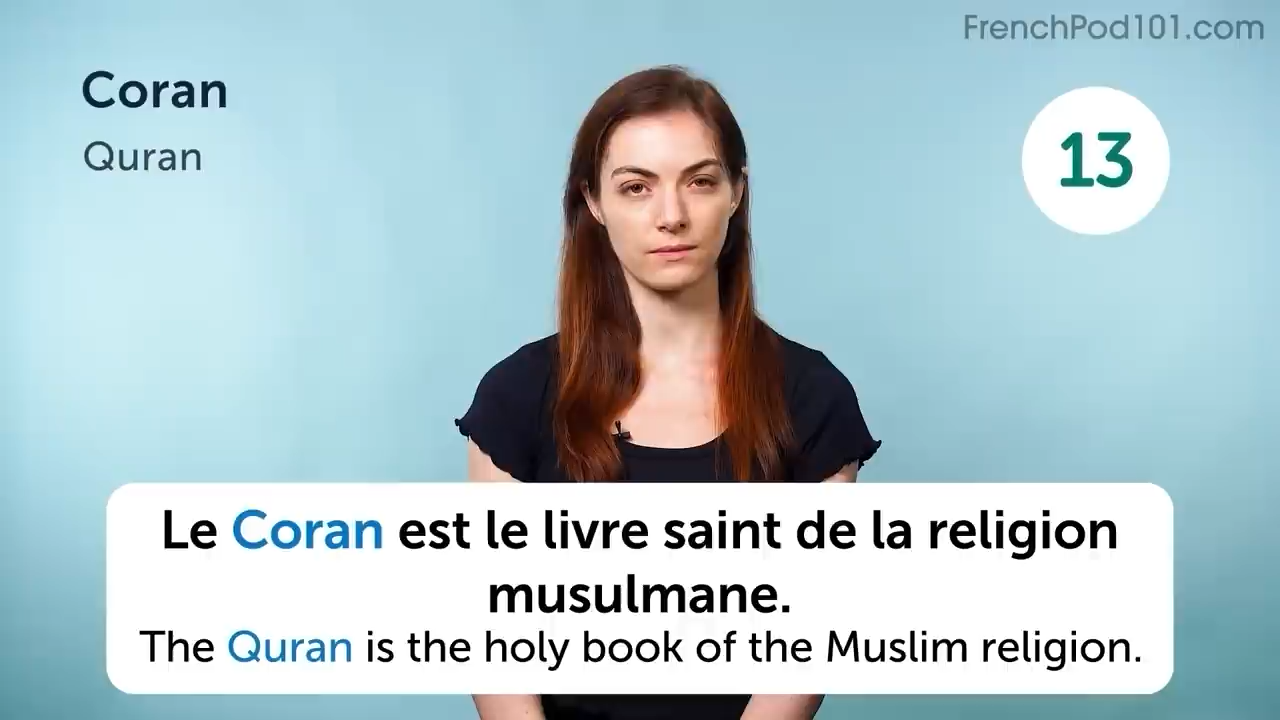 FrenchPod101.com
Coran
Quran
13
Le Coran est le livre saint de la religion
musulmane.
The Quran is the holy book of the Muslim religion.